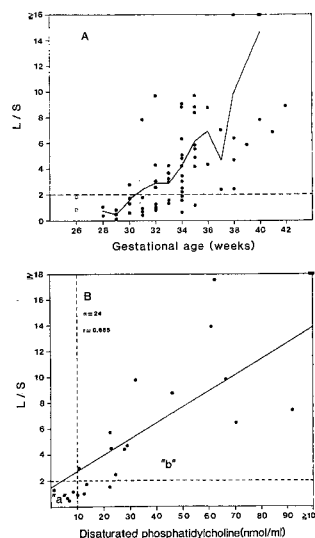 ≥16
A
14
12
10
8
6
4
2
0
L / S
24 26 28 30 32 34 36 38 40 42
Gestational age (weeks)
≥18
B
16
n = 24
14
r = 0.665
12
10
8
6
4
2
L / S
"a"
"b"
10 20 30 40 50 60 70 80 90 ≥100
Disaturated phosphatidylcholine(nmol/ml)